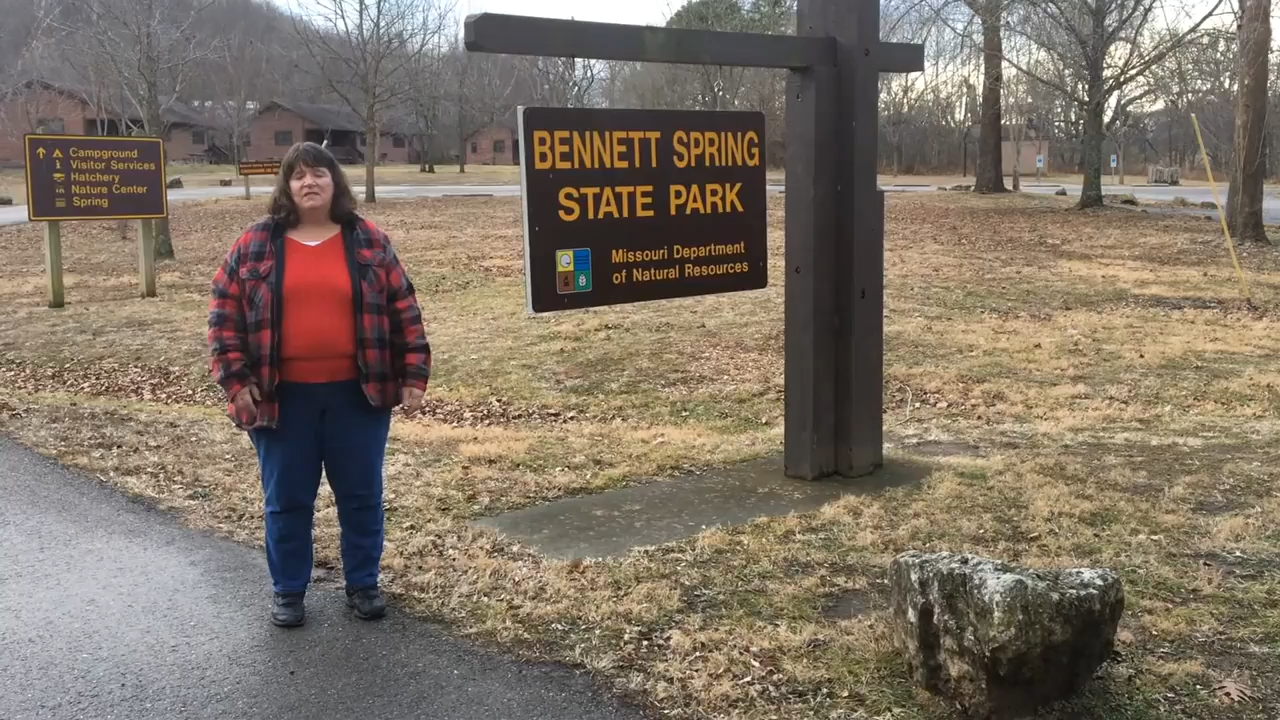 Campground
Visitor Services
Hatchery
Nature Center
Spring
BENNETT SPRING
STATE PARK
Missouri Department
of Natural Resources